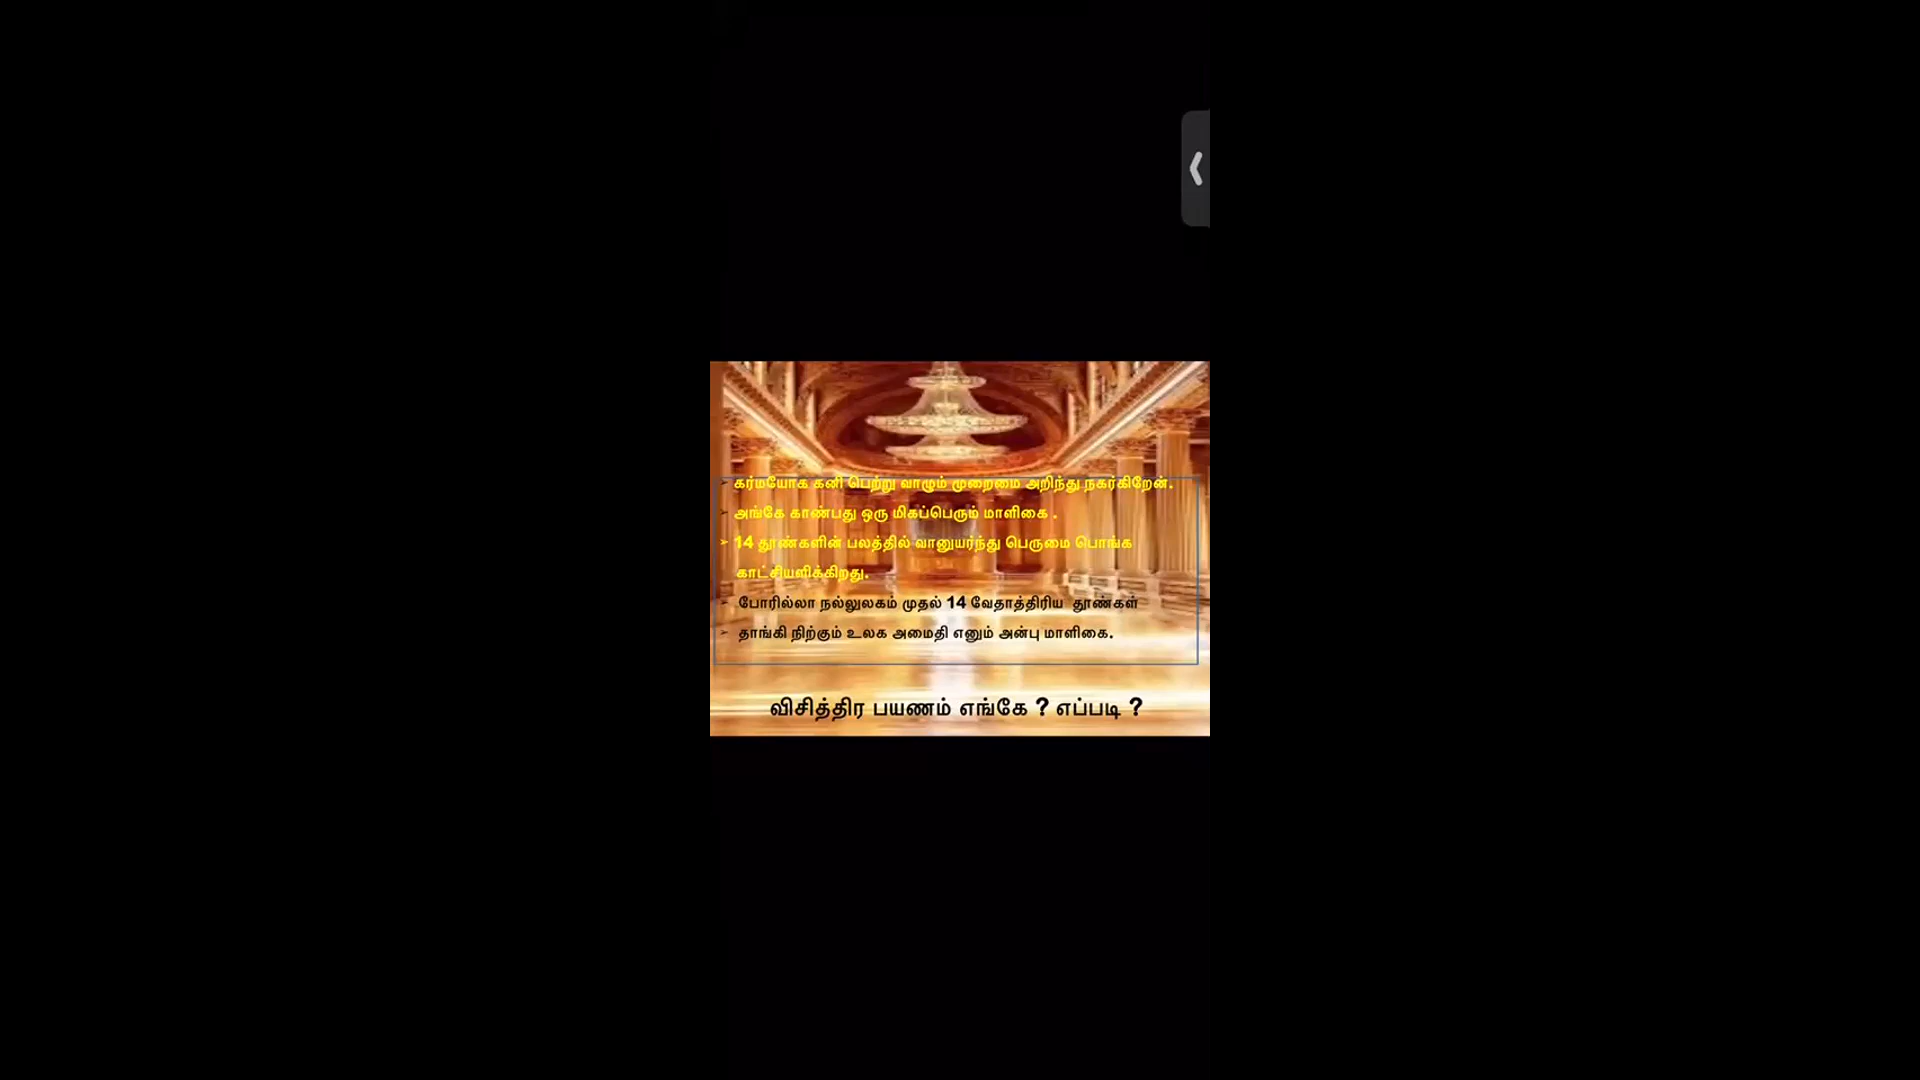 ➢ கர்மயோக கனி பெற்று வாழும் முறைமை அறிந்து நகர்கிறேன்.
➢ அங்கே காண்பது ஒரு மிகப்பெரும் மாளிகை .
➢ 14 தூண்களின் பலத்தில் வானுயர்ந்து பெருமை பொங்க
காட்சியளிக்கிறது.
➢ போரில்லா நல்லுலகம் முதல் 14 வேதாத்திரிய தூண்கள்
➢ தாங்கி நிற்கும் உலக அமைதி எனும் அன்பு மாளிகை.
விசித்திர பயணம் எங்கே ? எப்படி ?